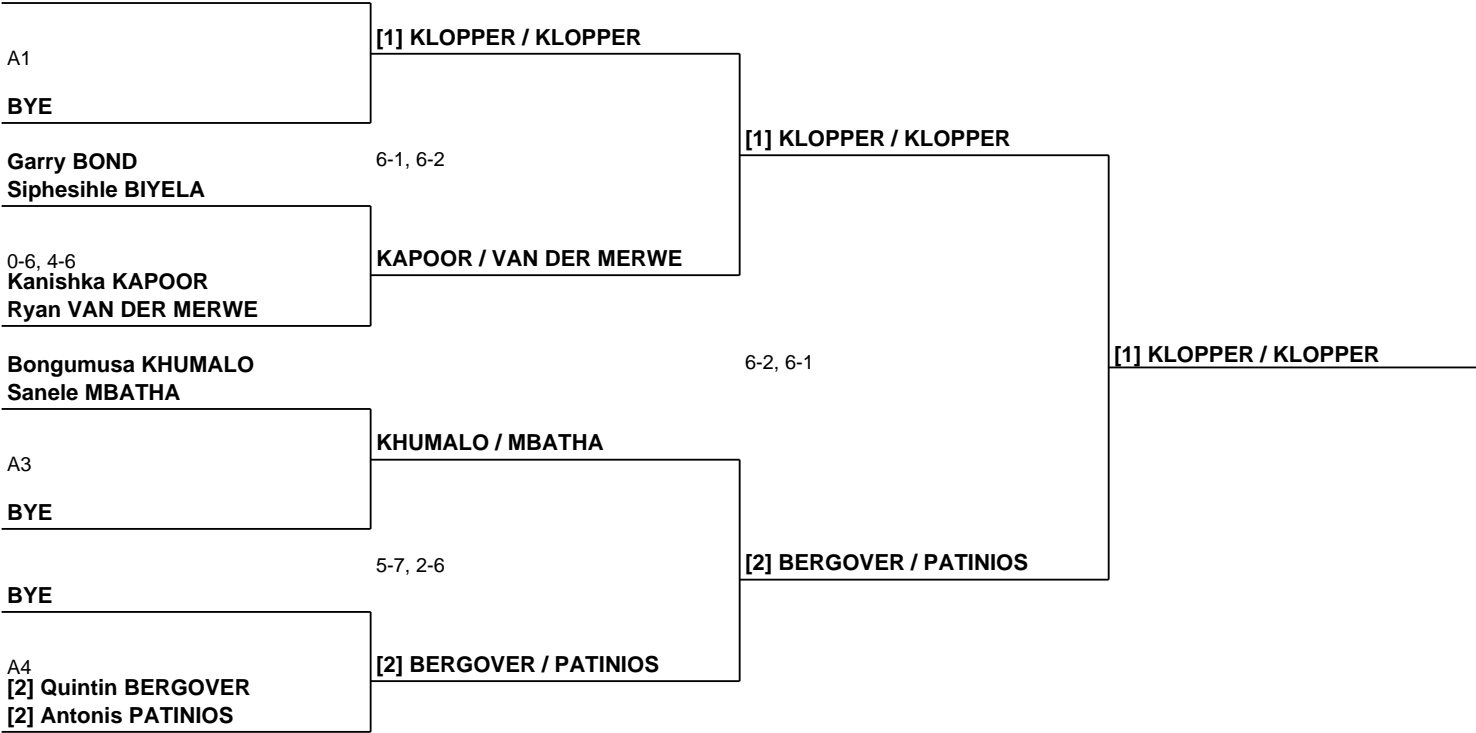 [1] KLOPPER / KLOPPER
A1
BYE
[1] KLOPPER / KLOPPER
Garry BOND
Siphesihle BIYELA
6-1, 6-2
0-6, 4-6
Kanishka KAPOOR
Ryan VAN DER MERWE
KAPOOR / VAN DER MERWE
Bongumusa KHUMALO
Sanele MBATHA
6-2, 6-1
[1] KLOPPER / KLOPPER
KHUMALO / MBATHA
A3
BYE
5-7, 2-6
[2] BERGOVER / PATINIOS
BYE
A4
[2] Quintin BERGOVER
[2] Antonis PATINIOS
[2] BERGOVER / PATINIOS